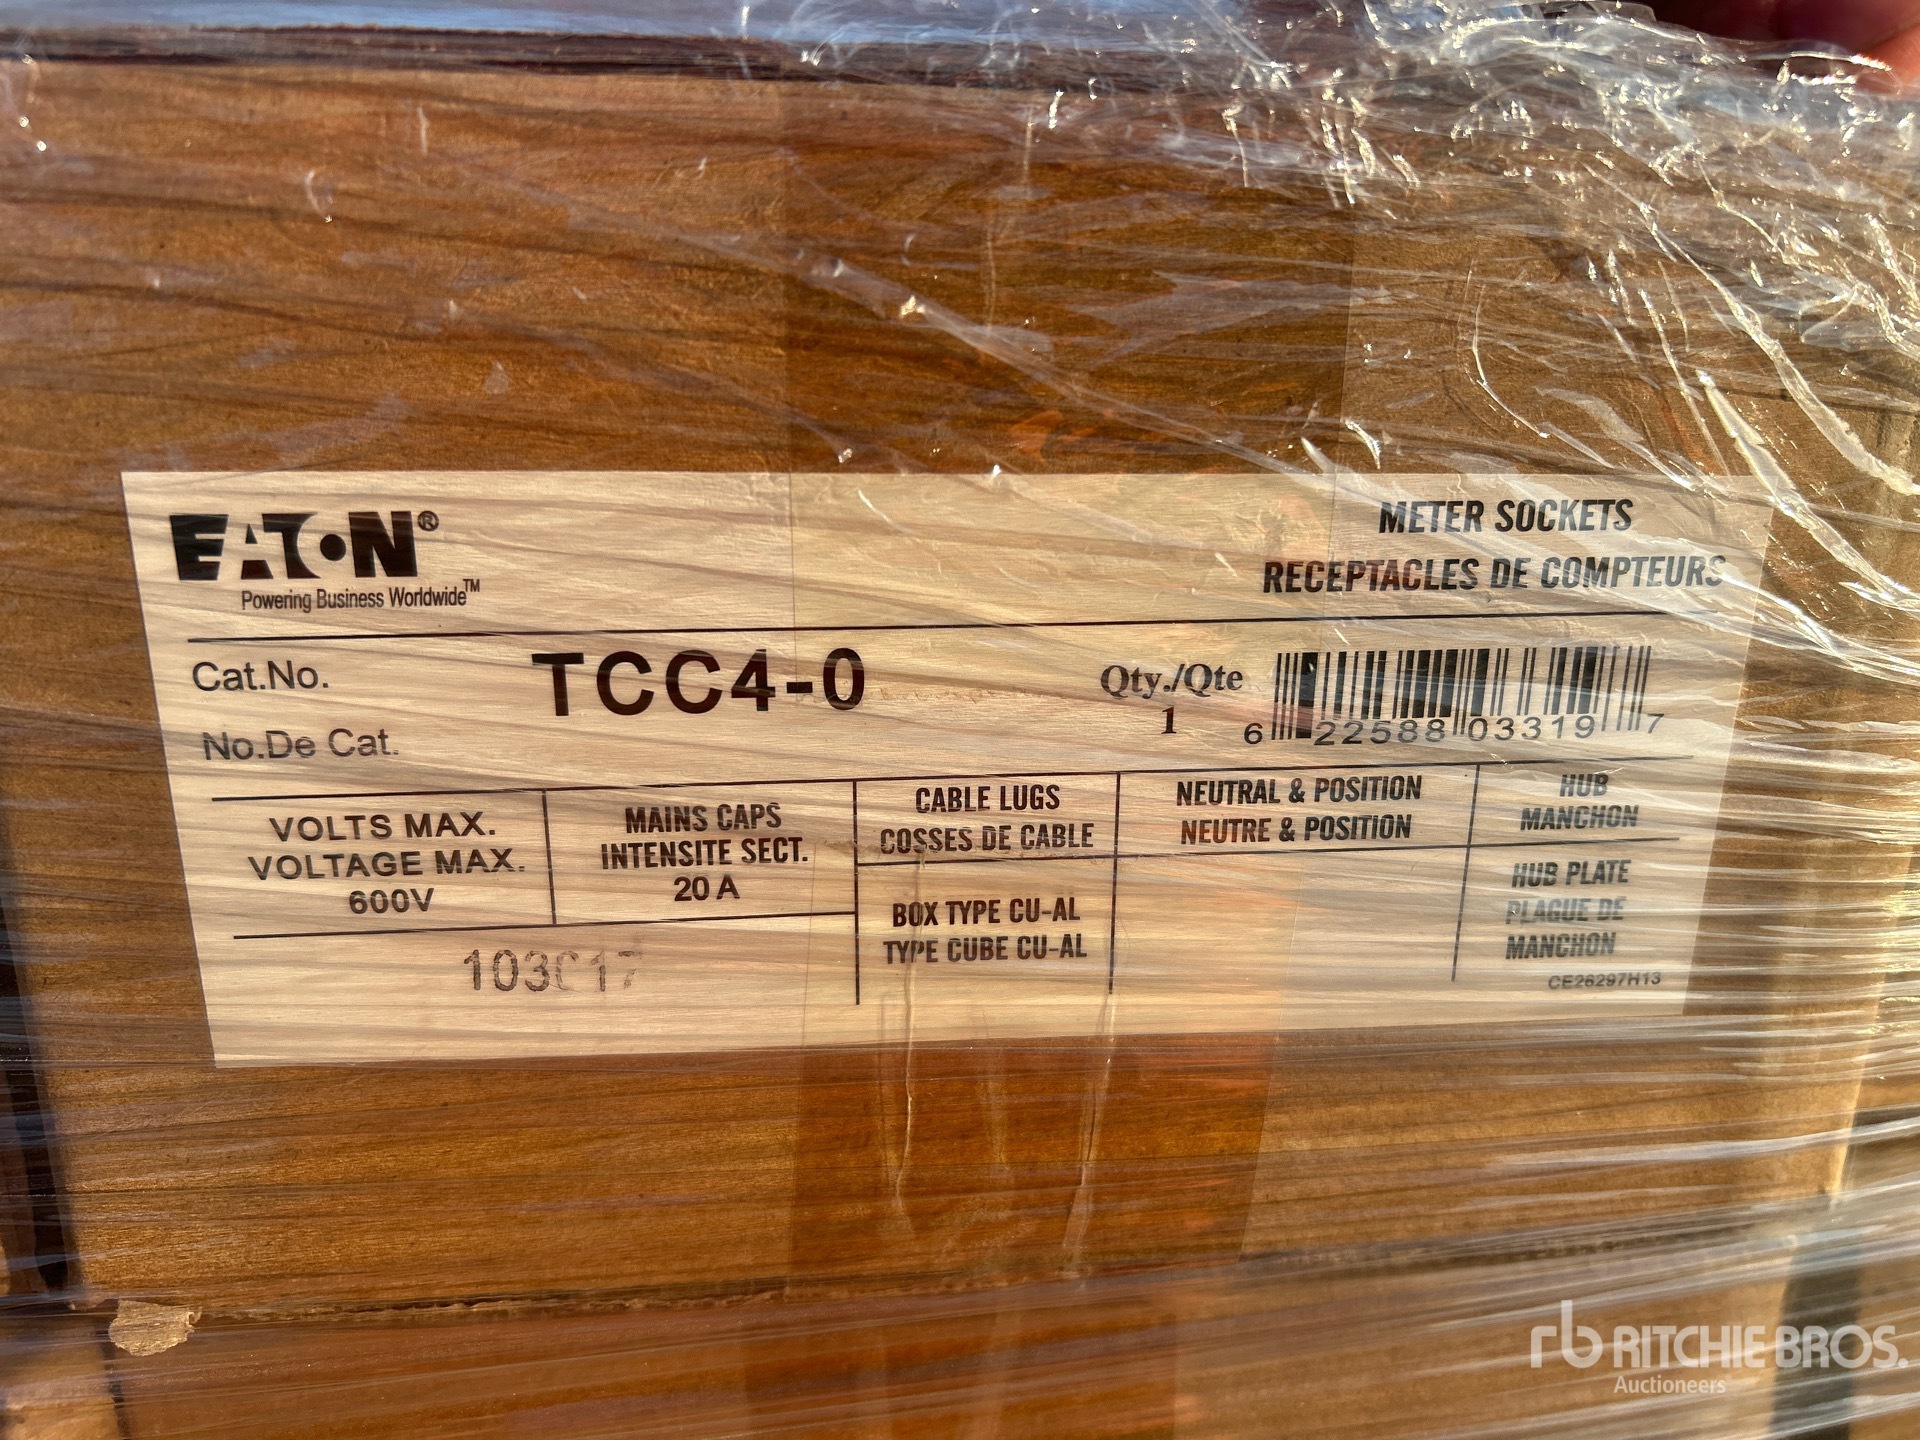 EATON®
Powering Business Worldwide™
METER SOCKETS
RECEPTACLES DE COMPTEURS
Cat.No.
No.De Cat.
TCC4-0
Qty./Qte
1
6 22588 03319 7
VOLTS MAX.
VOLTAGE MAX.
600V
MAINS CAPS
INTENSITE SECT.
20 A
CABLE LUGS
COSSES DE CABLE
BOX TYPE CU-AL
TYPE CUBE CU-AL
NEUTRAL & POSITION
NEUTRE & POSITION
HUB
MANCHON
HUB PLATE
PLAGUE DE
MANCHON
CE26297H13
rb RITCHIE BROS.
Auctioneers